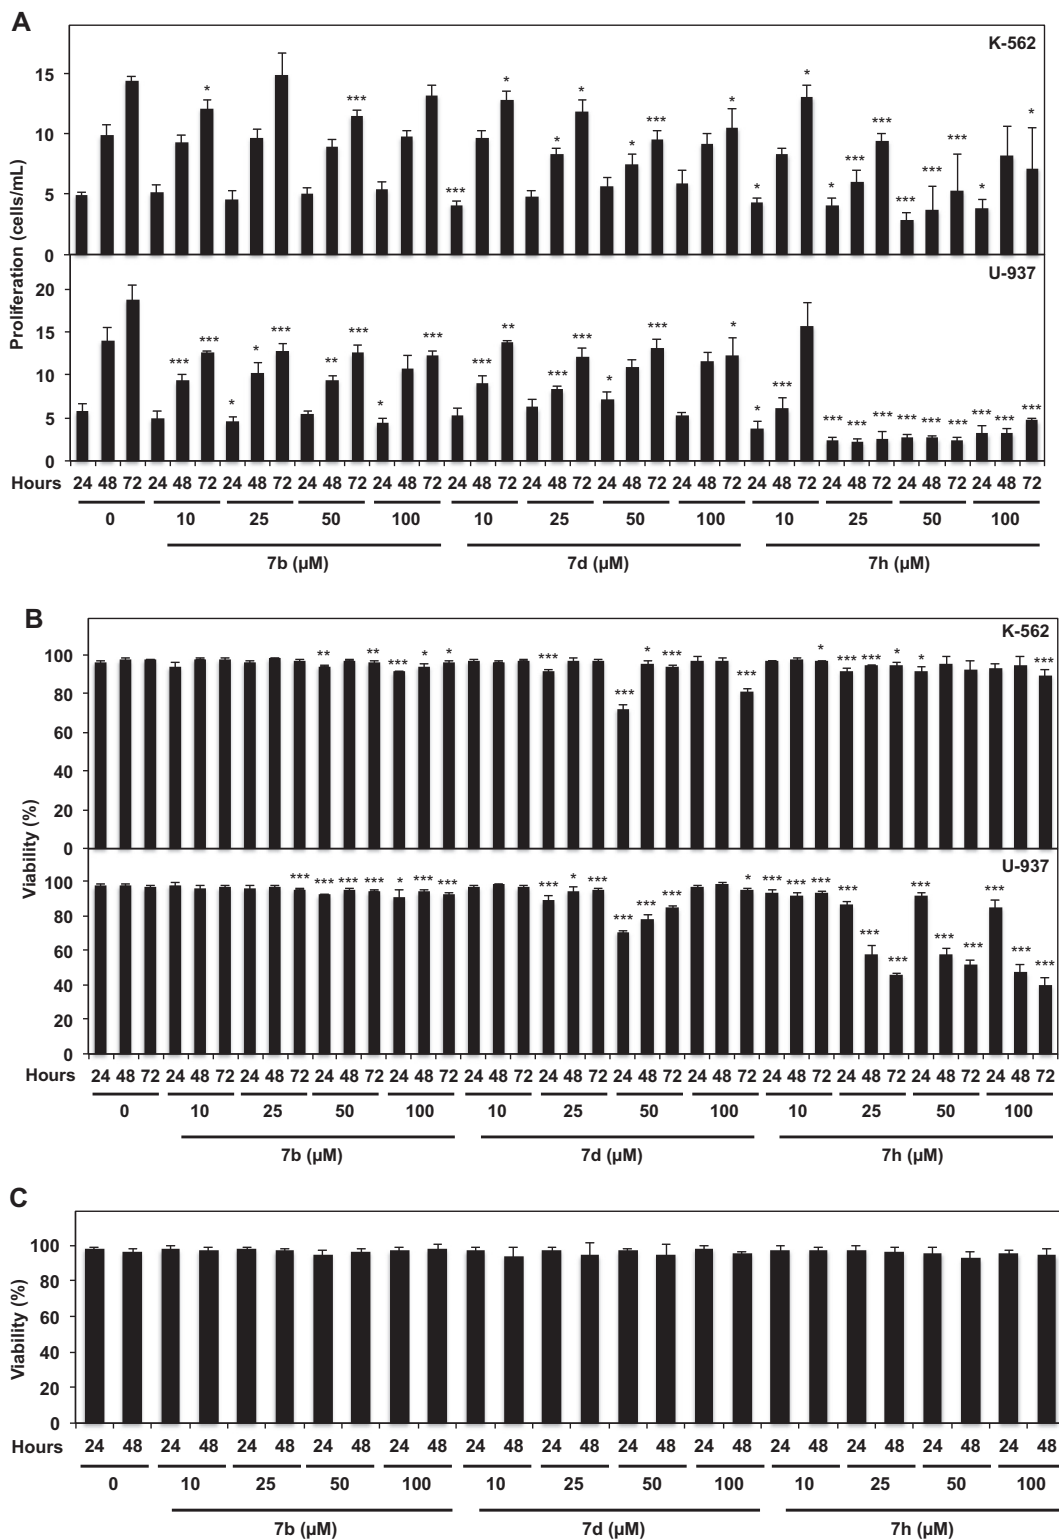 A
K-562
15
* *** * * *** * * ***
10
* * *** ***
5
*** * * *** * *
0
Proliferation (cells/mL)
U-937
20
15
*** *** *** *** ** *** *** *
10
*** * ** *** *** * ***
5
* * * *** *** *** *** *** *** *** *** ***
0
Hours 24 48 72 24 48 72 24 48 72 24 48 72 24 48 72 24 48 72 24 48 72 24 48 72 24 48 72 24 48 72 24 48 72 24 48 72 24 48 72
0 10 25 50 100 10 25 50 100 10 25 50 100
7b (µM) 7d (µM) 7h (µM)
B
K-562
100
** ** *** * * *** *** * *** *** * *** *** * * ***
80
60
40
20
0
Viability (%)
U-937
100
*** *** *** *** * *** *** *** * *** *** *** *** * *** *** *** *** *** *** *** *** *** *** *** ***
80
60
40
20
0
Hours 24 48 72 24 48 72 24 48 72 24 48 72 24 48 72 24 48 72 24 48 72 24 48 72 24 48 72 24 48 72 24 48 72 24 48 72 24 48 72
0 10 25 50 100 10 25 50 100 10 25 50 100
7b (µM) 7d (µM) 7h (µM)
C
100
80
60
40
20
0
Viability (%)
Hours 24 48 24 48 24 48 24 48 24 48 24 48 24 48 24 48 24 48 24 48 24 48 24 48 24 48
0 10 25 50 100 10 25 50 100 10 25 50 100
7b (µM) 7d (µM) 7h (µM)